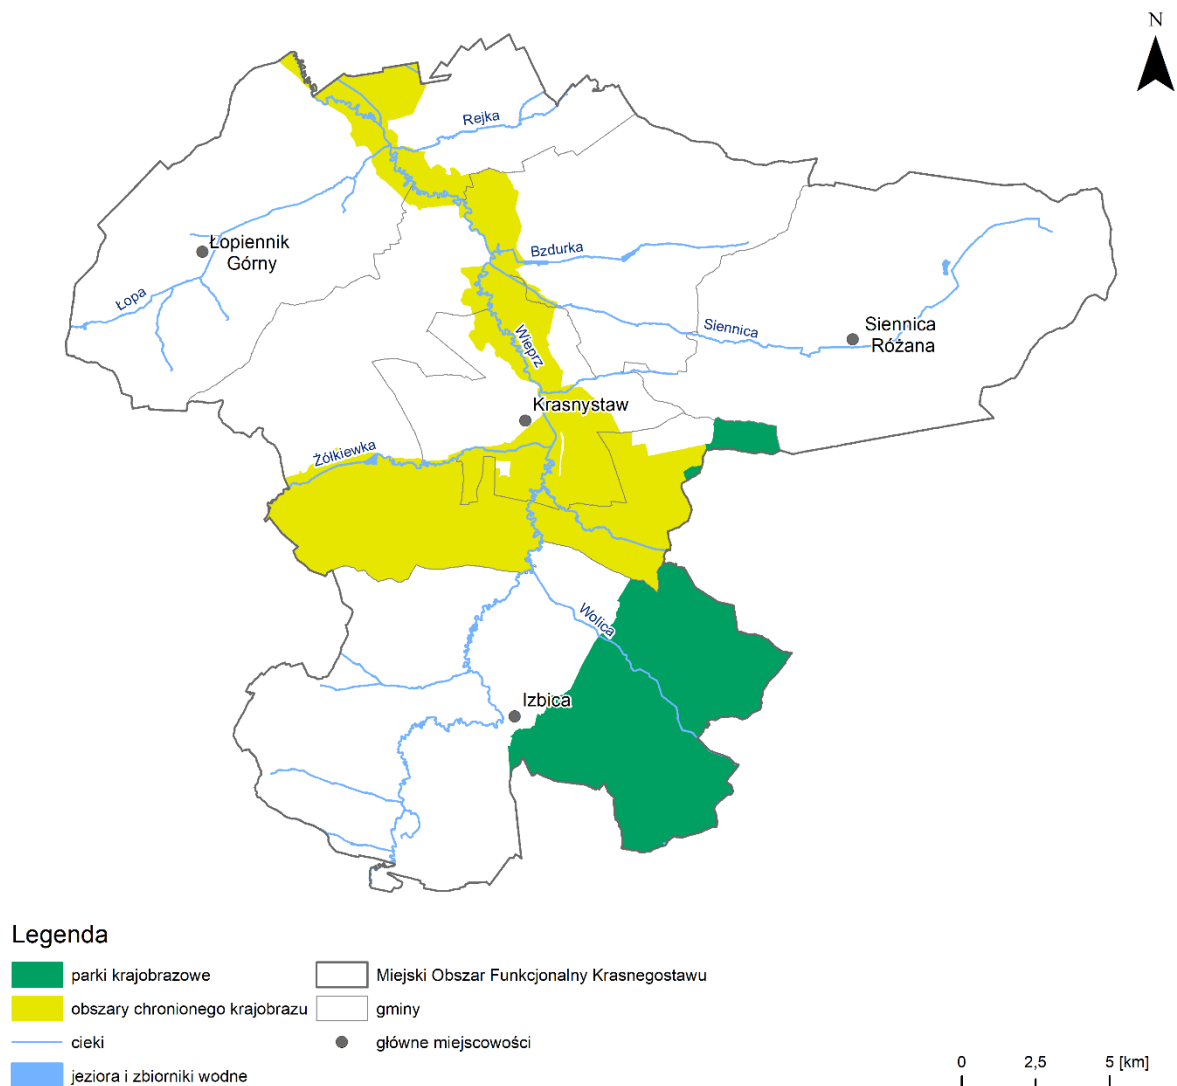 N
Rejka
Łopiennik
Górny
Bzdurka
Łopa
Siennica
Siennica
Różana
Wieprz
Krasnystaw
Żółkiewka
Wolica
Izbica
Legenda
parki krajobrazowe
Miejski Obszar Funkcjonalny Krasnegostawu
obszary chronionego krajobrazu
gminy
cieki
główne miejscowości
jeziora i zbiorniki wodne
0 2,5 5 [km]